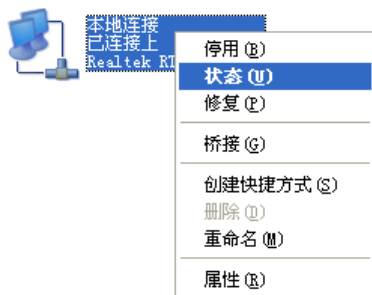 本地连接
已连接上
Realtek RT
停用(B)
状态(U)
修复(P)
桥接(G)
创建快捷方式(S)
删除(D)
重命名(M)
属性(R)